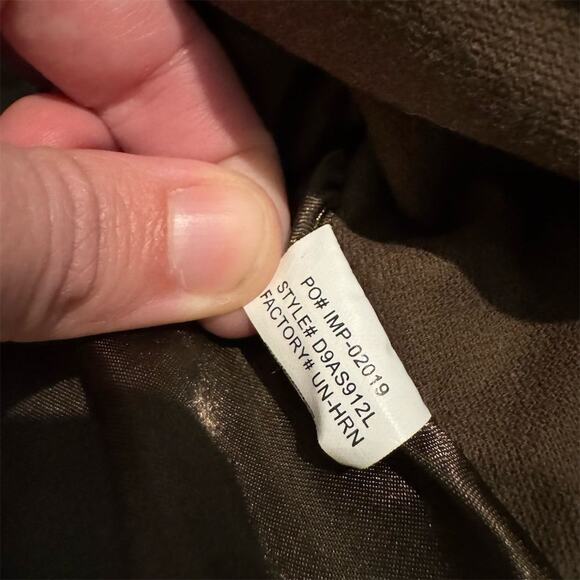 PO# IMP-02019
STYLE# D9AS912L
FACTORY# UN-HRN